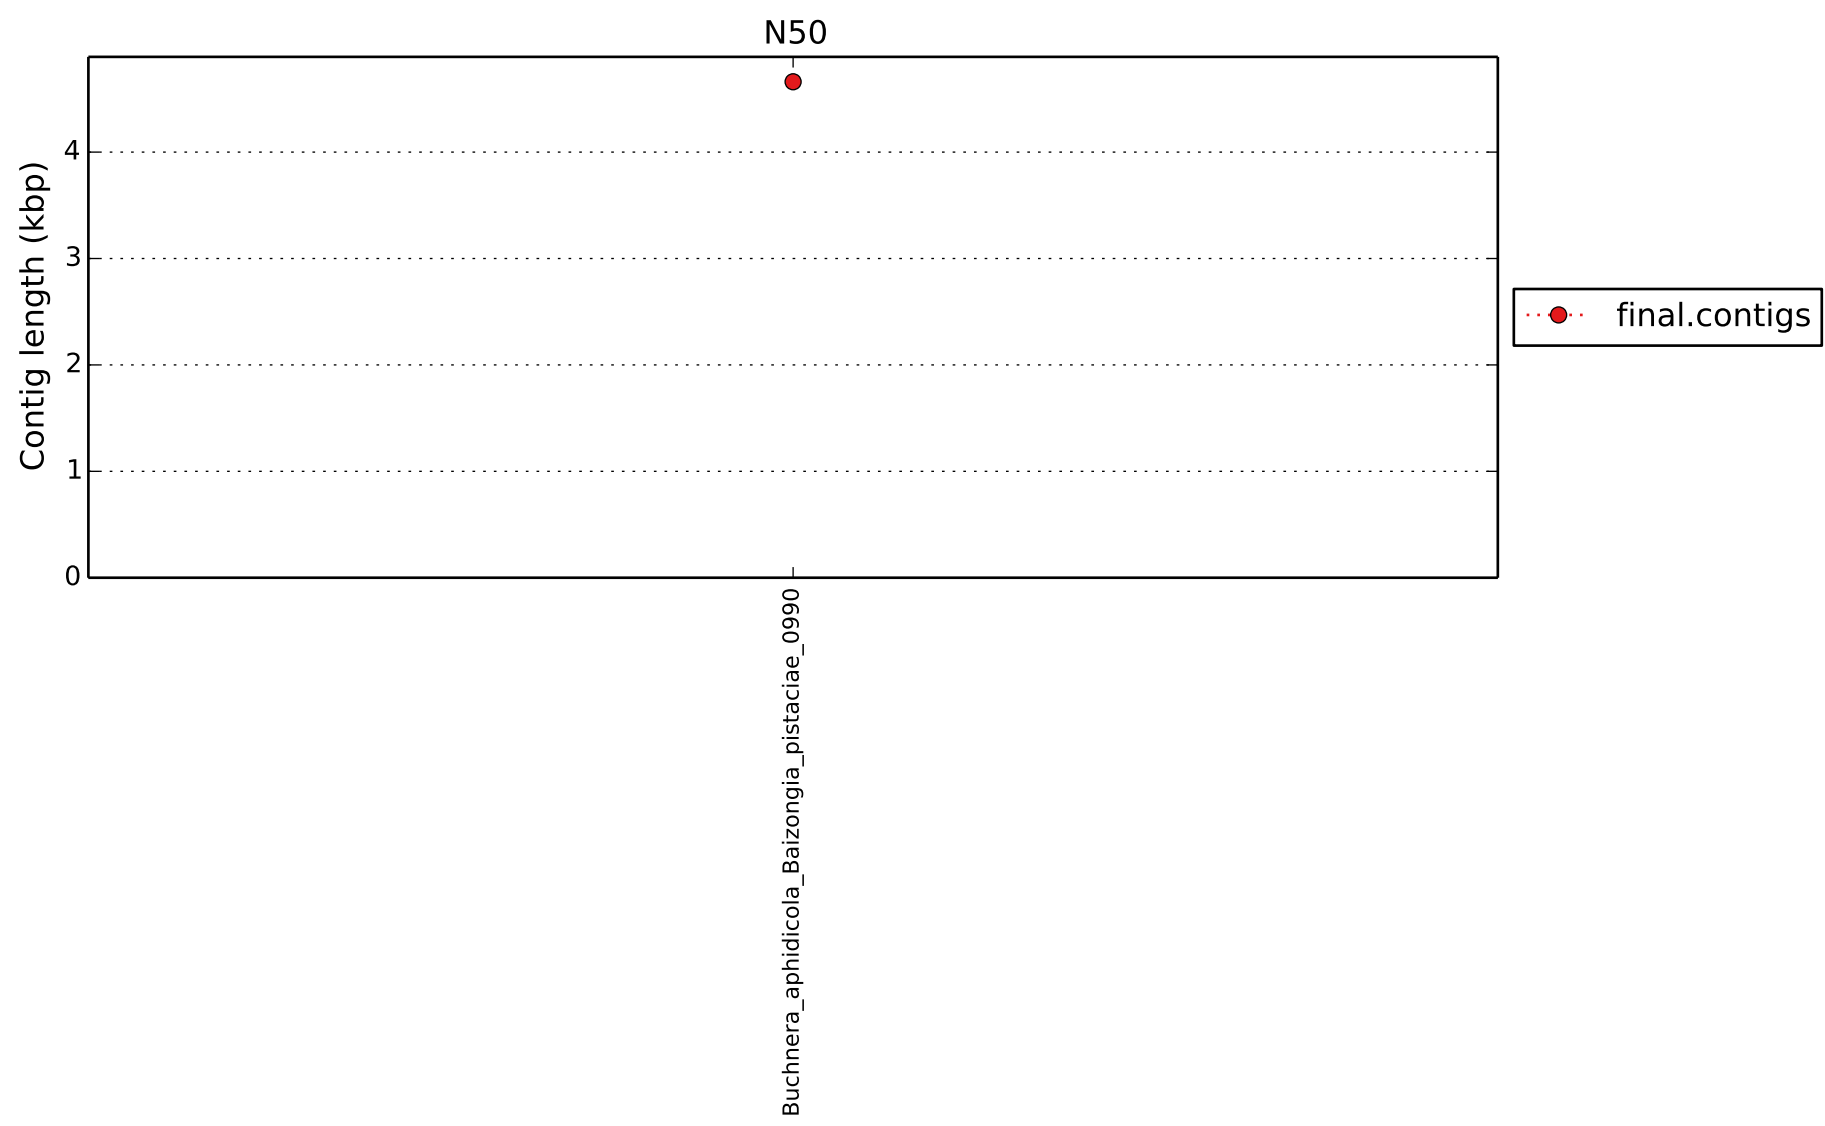 N50
Contig length (kbp)
4
3
2
1
0
final.contigs
Buchnera_aphidicola_Baizongia_pistaciae_0990